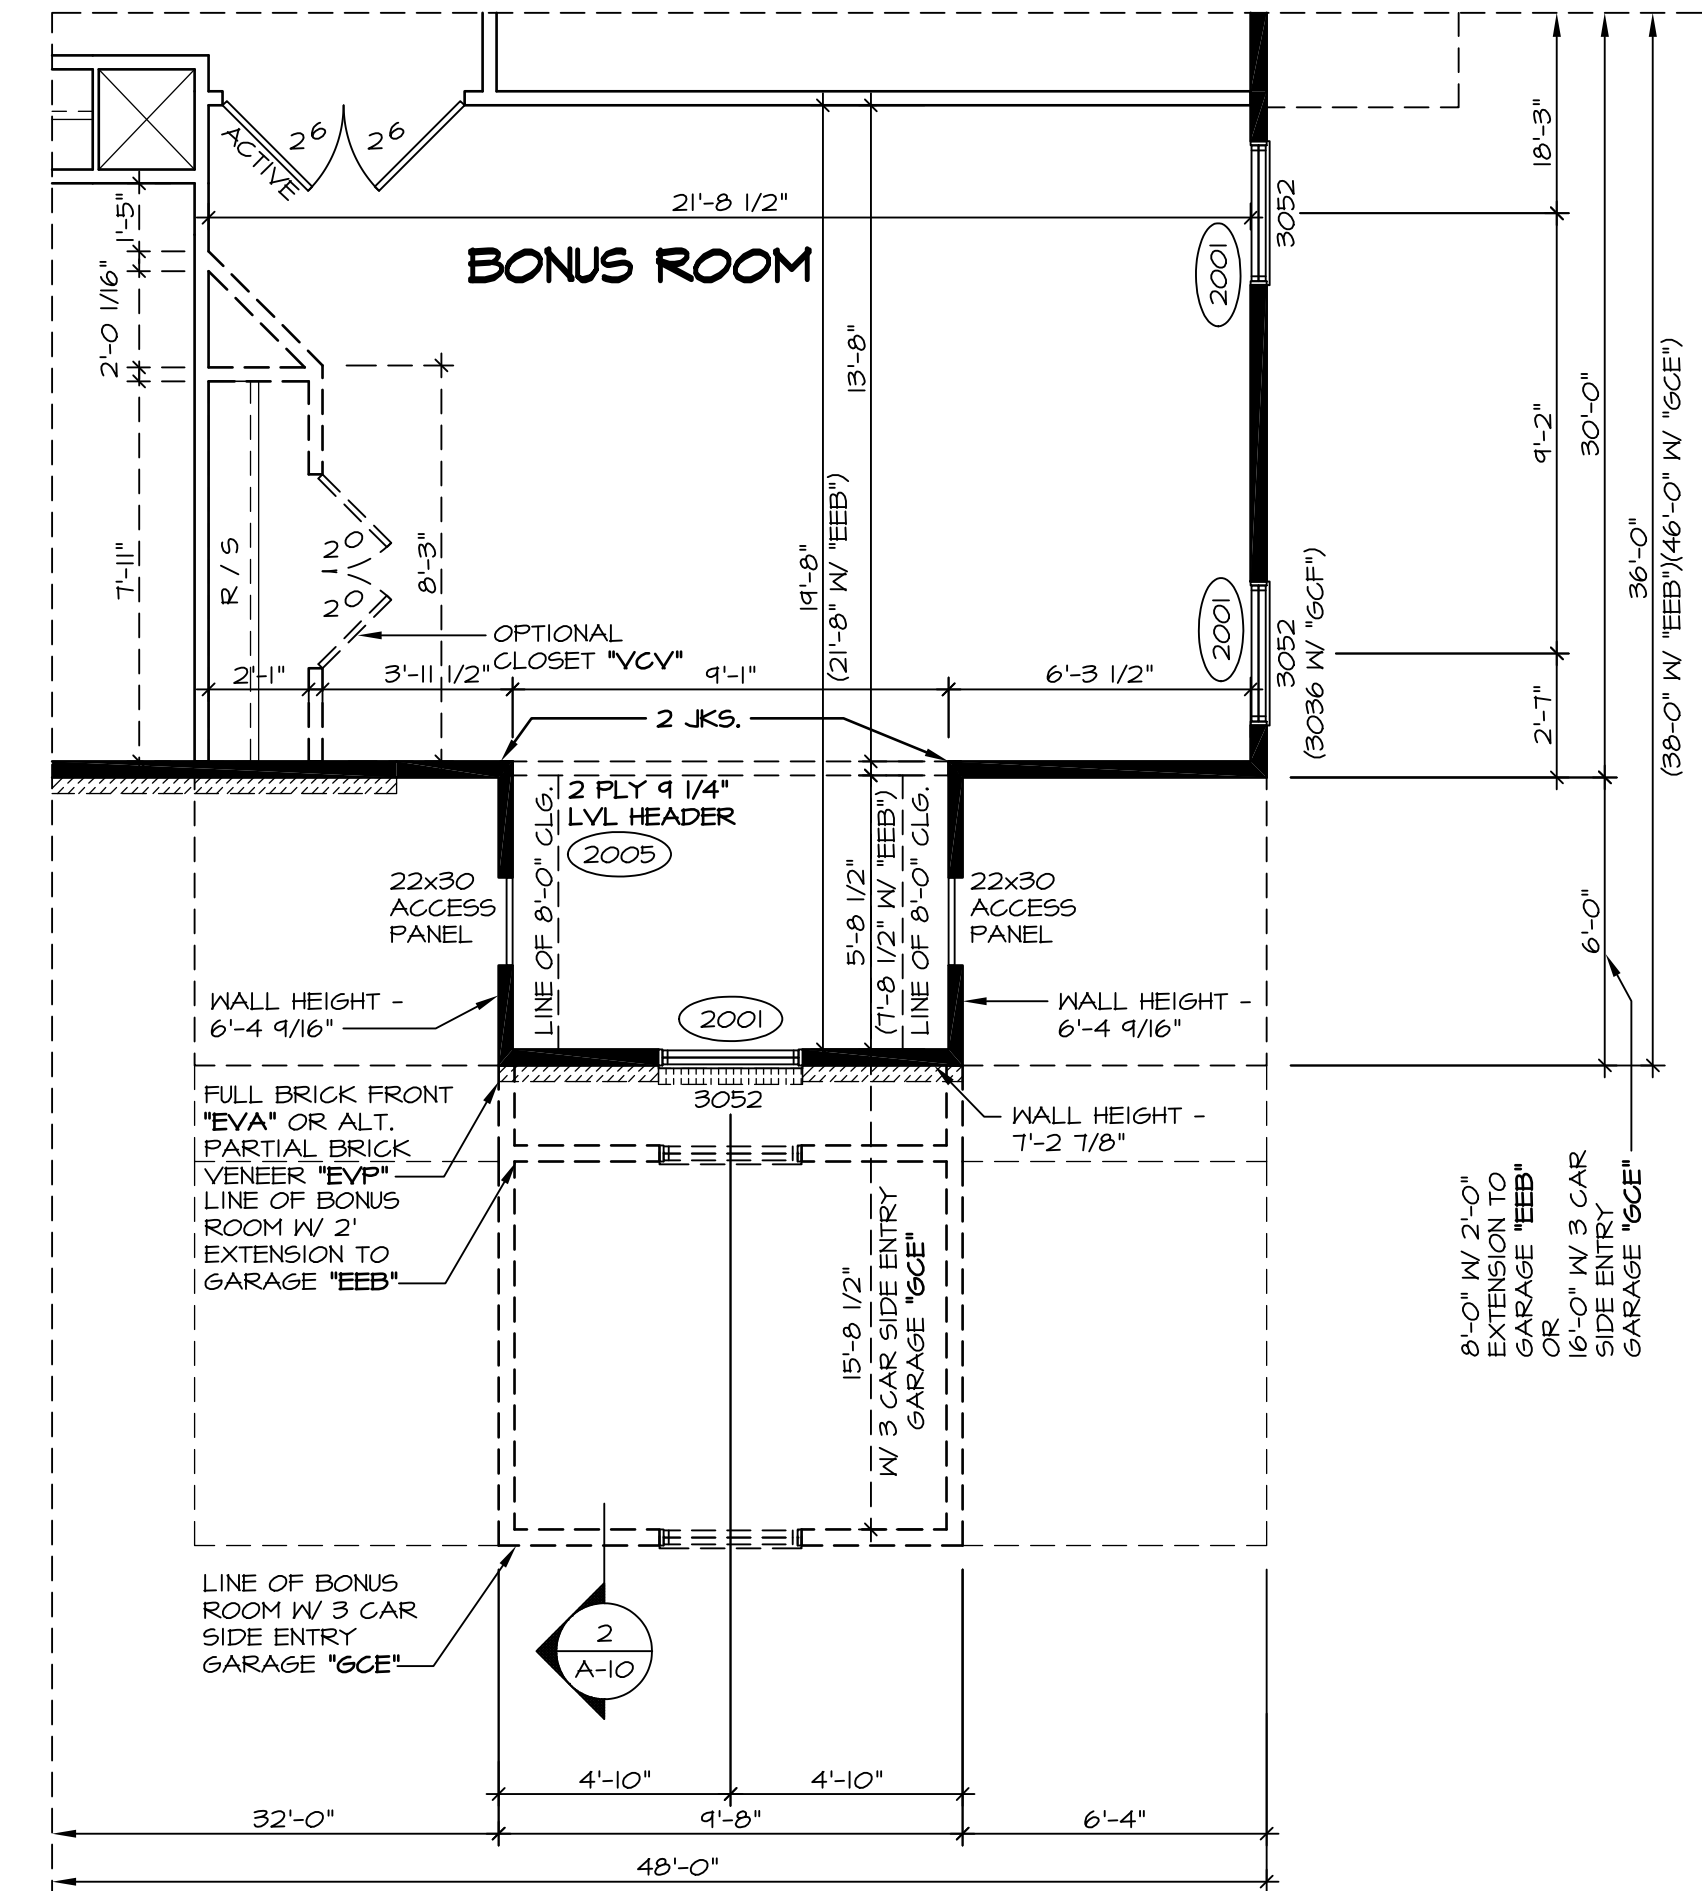 2⁶
2⁶
ACTIVE
18'-3"
1'-5"
21'-8 1/2"
3052
BONUS ROOM
2001
2'-0 1/16"
13'-8"
9'-2"
30'-0"
36'-0"
(38'-0" W/ "EEB")(46'-0" W/ "GCE")
7'-11"
R / S
2⁰
2⁰
8'-3"
19'-8"
(21'-8" W/ "EEB")
2001
3052
(3036 W/ "GCF")
OPTIONAL
CLOSET "VCV"
2'-1"
3'-11 1/2"
9'-1"
6'-3 1/2"
2'-7"
2 JKS.
2 PLY 9 1/4"
LVL HEADER
2005
LINE OF 8'-0" CLG.
5'-8 1/2"
(7'-8 1/2" W/ "EEB")
LINE OF 8'-0" CLG.
22x30
ACCESS
PANEL
22x30
ACCESS
PANEL
6'-0"
WALL HEIGHT -
6'-4 9/16"
2001
WALL HEIGHT -
6'-4 9/16"
FULL BRICK FRONT
"EVA" OR ALT.
PARTIAL BRICK
VENEER "EVP"
3052
WALL HEIGHT -
7'-2 7/8"
LINE OF BONUS
ROOM W/ 2'
EXTENSION TO
GARAGE "EEB"
15'-8 1/2"
W/ 3 CAR SIDE ENTRY
GARAGE "GCE"
8'-0" W/ 2'-0"
EXTENSION TO
GARAGE "EEB"
OR
16'-0" W/ 3 CAR
SIDE ENTRY
GARAGE "GCE"
LINE OF BONUS
ROOM W/ 3 CAR
SIDE ENTRY
GARAGE "GCE"
2
A-10
4'-10"
4'-10"
32'-0"
9'-8"
6'-4"
48'-0"